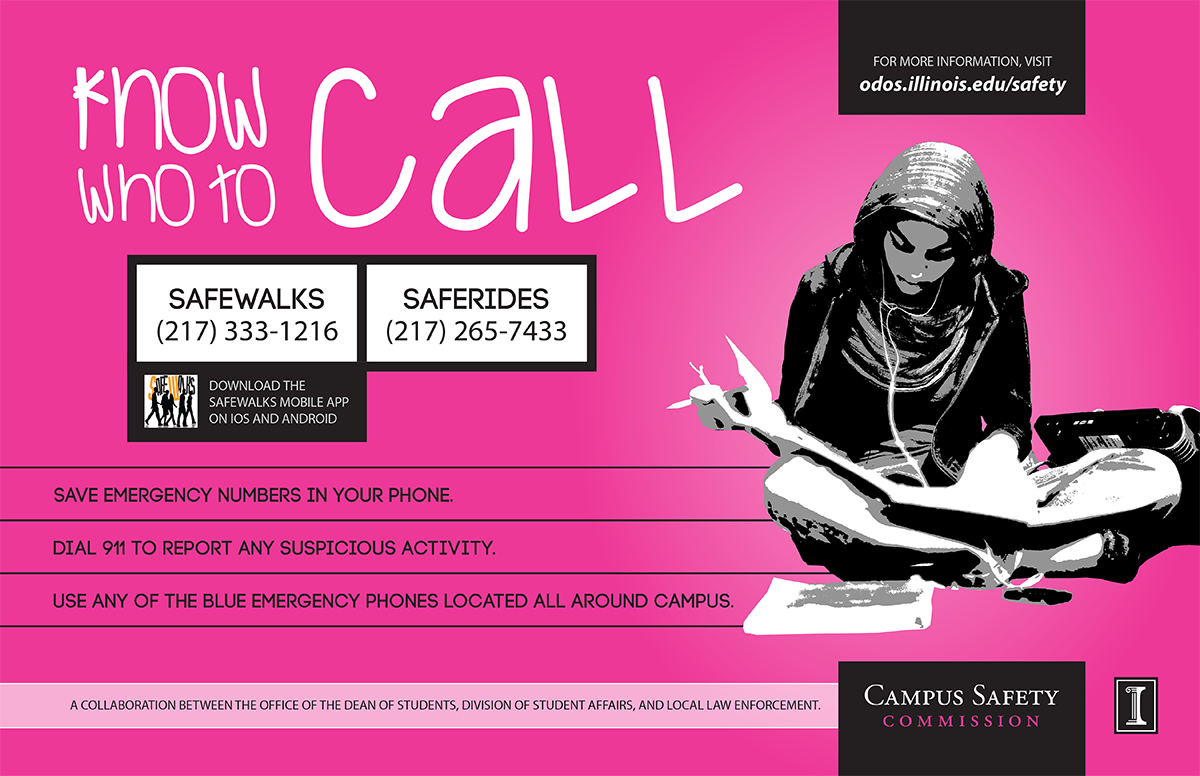 FOR MORE INFORMATION, VISIT
odos.illinois.edu/safety
KNOW
WHO TO
CALL
SAFEWALKS
(217) 333-1216
SAFERIDES
(217) 265-7433
SAFEWALKS
DOWNLOAD THE
SAFEWALKS MOBILE APP
ON IOS AND ANDROID
SAVE EMERGENCY NUMBERS IN YOUR PHONE.
DIAL 911 TO REPORT ANY SUSPICIOUS ACTIVITY.
USE ANY OF THE BLUE EMERGENCY PHONES LOCATED ALL AROUND CAMPUS.
A COLLABORATION BETWEEN THE OFFICE OF THE DEAN OF STUDENTS, DIVISION OF STUDENT AFFAIRS, AND LOCAL LAW ENFORCEMENT.
CAMPUS SAFETY
COMMISSION
I